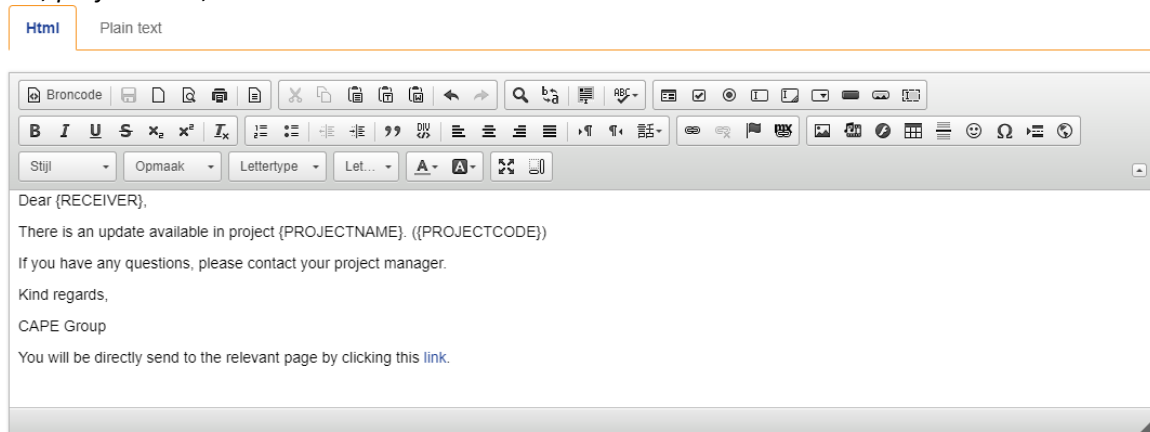 Html Plain text
Broncode
Stijl Opmaak Lettertype Let...
Dear {RECEIVER},
There is an update available in project {PROJECTNAME}. ({PROJECTCODE})
If you have any questions, please contact your project manager.
Kind regards,
CAPE Group
You will be directly send to the relevant page by clicking this link.